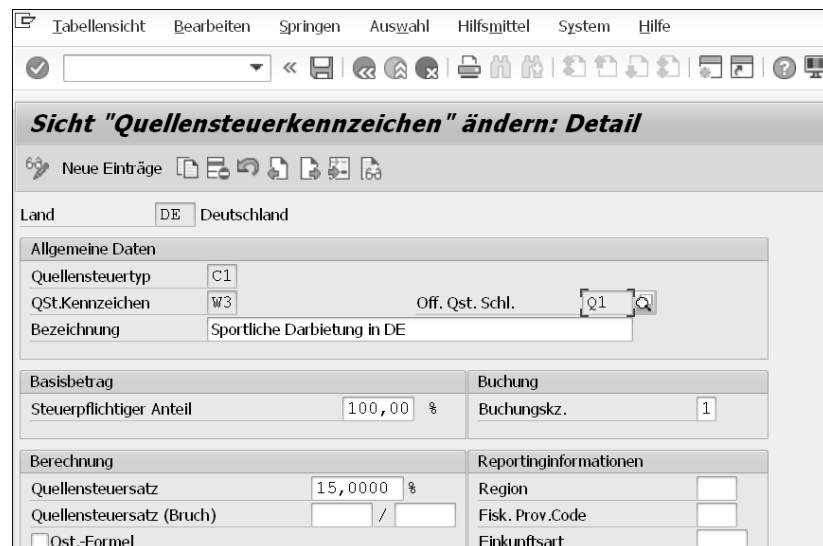 Tabellensicht Bearbeiten Springen Auswahl Hilfsmittel System Hilfe
Sicht "Quellensteuerkennzeichen" ändern: Detail
Neue Einträge
Land DE Deutschland
Allgemeine Daten
Quellensteuertyp C1
QSt.Kennzeichen W3 Off. Qst. Schl. Q1
Bezeichnung Sportliche Darbietung in DE
Basisbetrag Buchung
Steuerpflichtiger Anteil 100,00 % Buchungskz. 1
Berechnung Reportinginformationen
Quellensteuersatz 15,0000 % Region
Quellensteuersatz (Bruch) / Fisk. Prov.Code
Qst.-Formel Einkunftsart